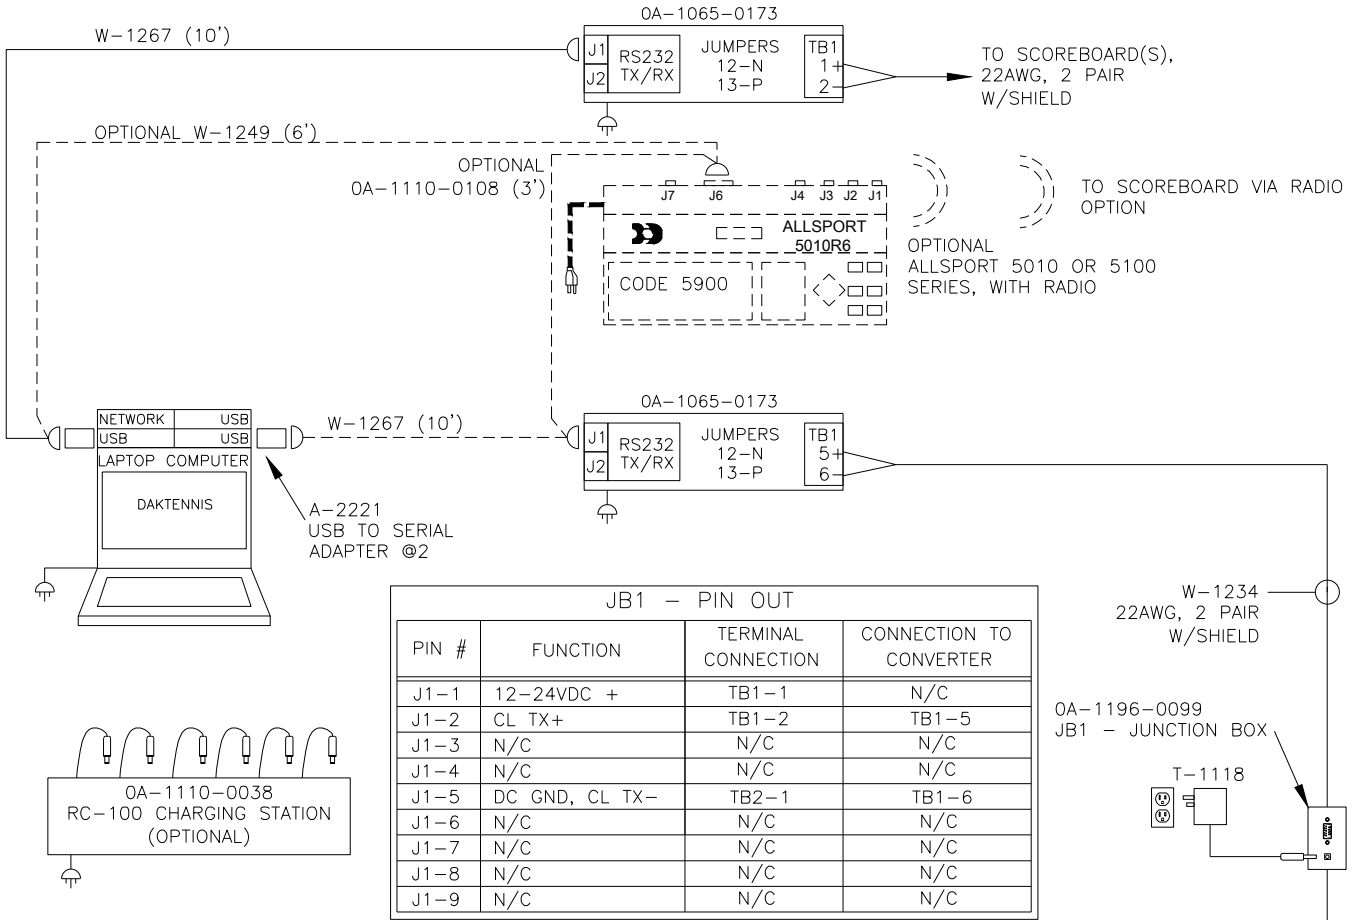 0A-1065-0173
W-1267 (10')
J1
J2
RS232
TX/RX
JUMPERS
12-N
13-P
TB1
1+
2-
TO SCOREBOARD(S),
22AWG, 2 PAIR
W/SHIELD
OPTIONAL W-1249 (6')
OPTIONAL
0A-1110-0108 (3')
J7 J6 J4 J3 J2 J1
ALLSPORT
5010R6
CODE 5900
TO SCOREBOARD VIA RADIO
OPTION
OPTIONAL
ALLSPORT 5010 OR 5100
SERIES, WITH RADIO
0A-1065-0173
J1
J2
RS232
TX/RX
JUMPERS
12-N
13-P
TB1
5+
6-
NETWORK USB
USB USB
LAPTOP COMPUTER
DAKTENNIS
W-1267 (10')
A-2221
USB TO SERIAL
ADAPTER @2
W-1234
22AWG, 2 PAIR
W/SHIELD
JB1 - PIN OUT
PIN # FUNCTION TERMINAL CONNECTION CONNECTION TO CONVERTER
J1-1 12-24VDC + TB1-1 N/C
J1-2 CL TX+ TB1-2 TB1-5
J1-3 N/C N/C N/C
J1-4 N/C N/C N/C
J1-5 DC GND, CL TX- TB2-1 TB1-6
J1-6 N/C N/C N/C
J1-7 N/C N/C N/C
J1-8 N/C N/C N/C
J1-9 N/C N/C N/C
0A-1110-0038
RC-100 CHARGING STATION
(OPTIONAL)
0A-1196-0099
JB1 - JUNCTION BOX
T-1118